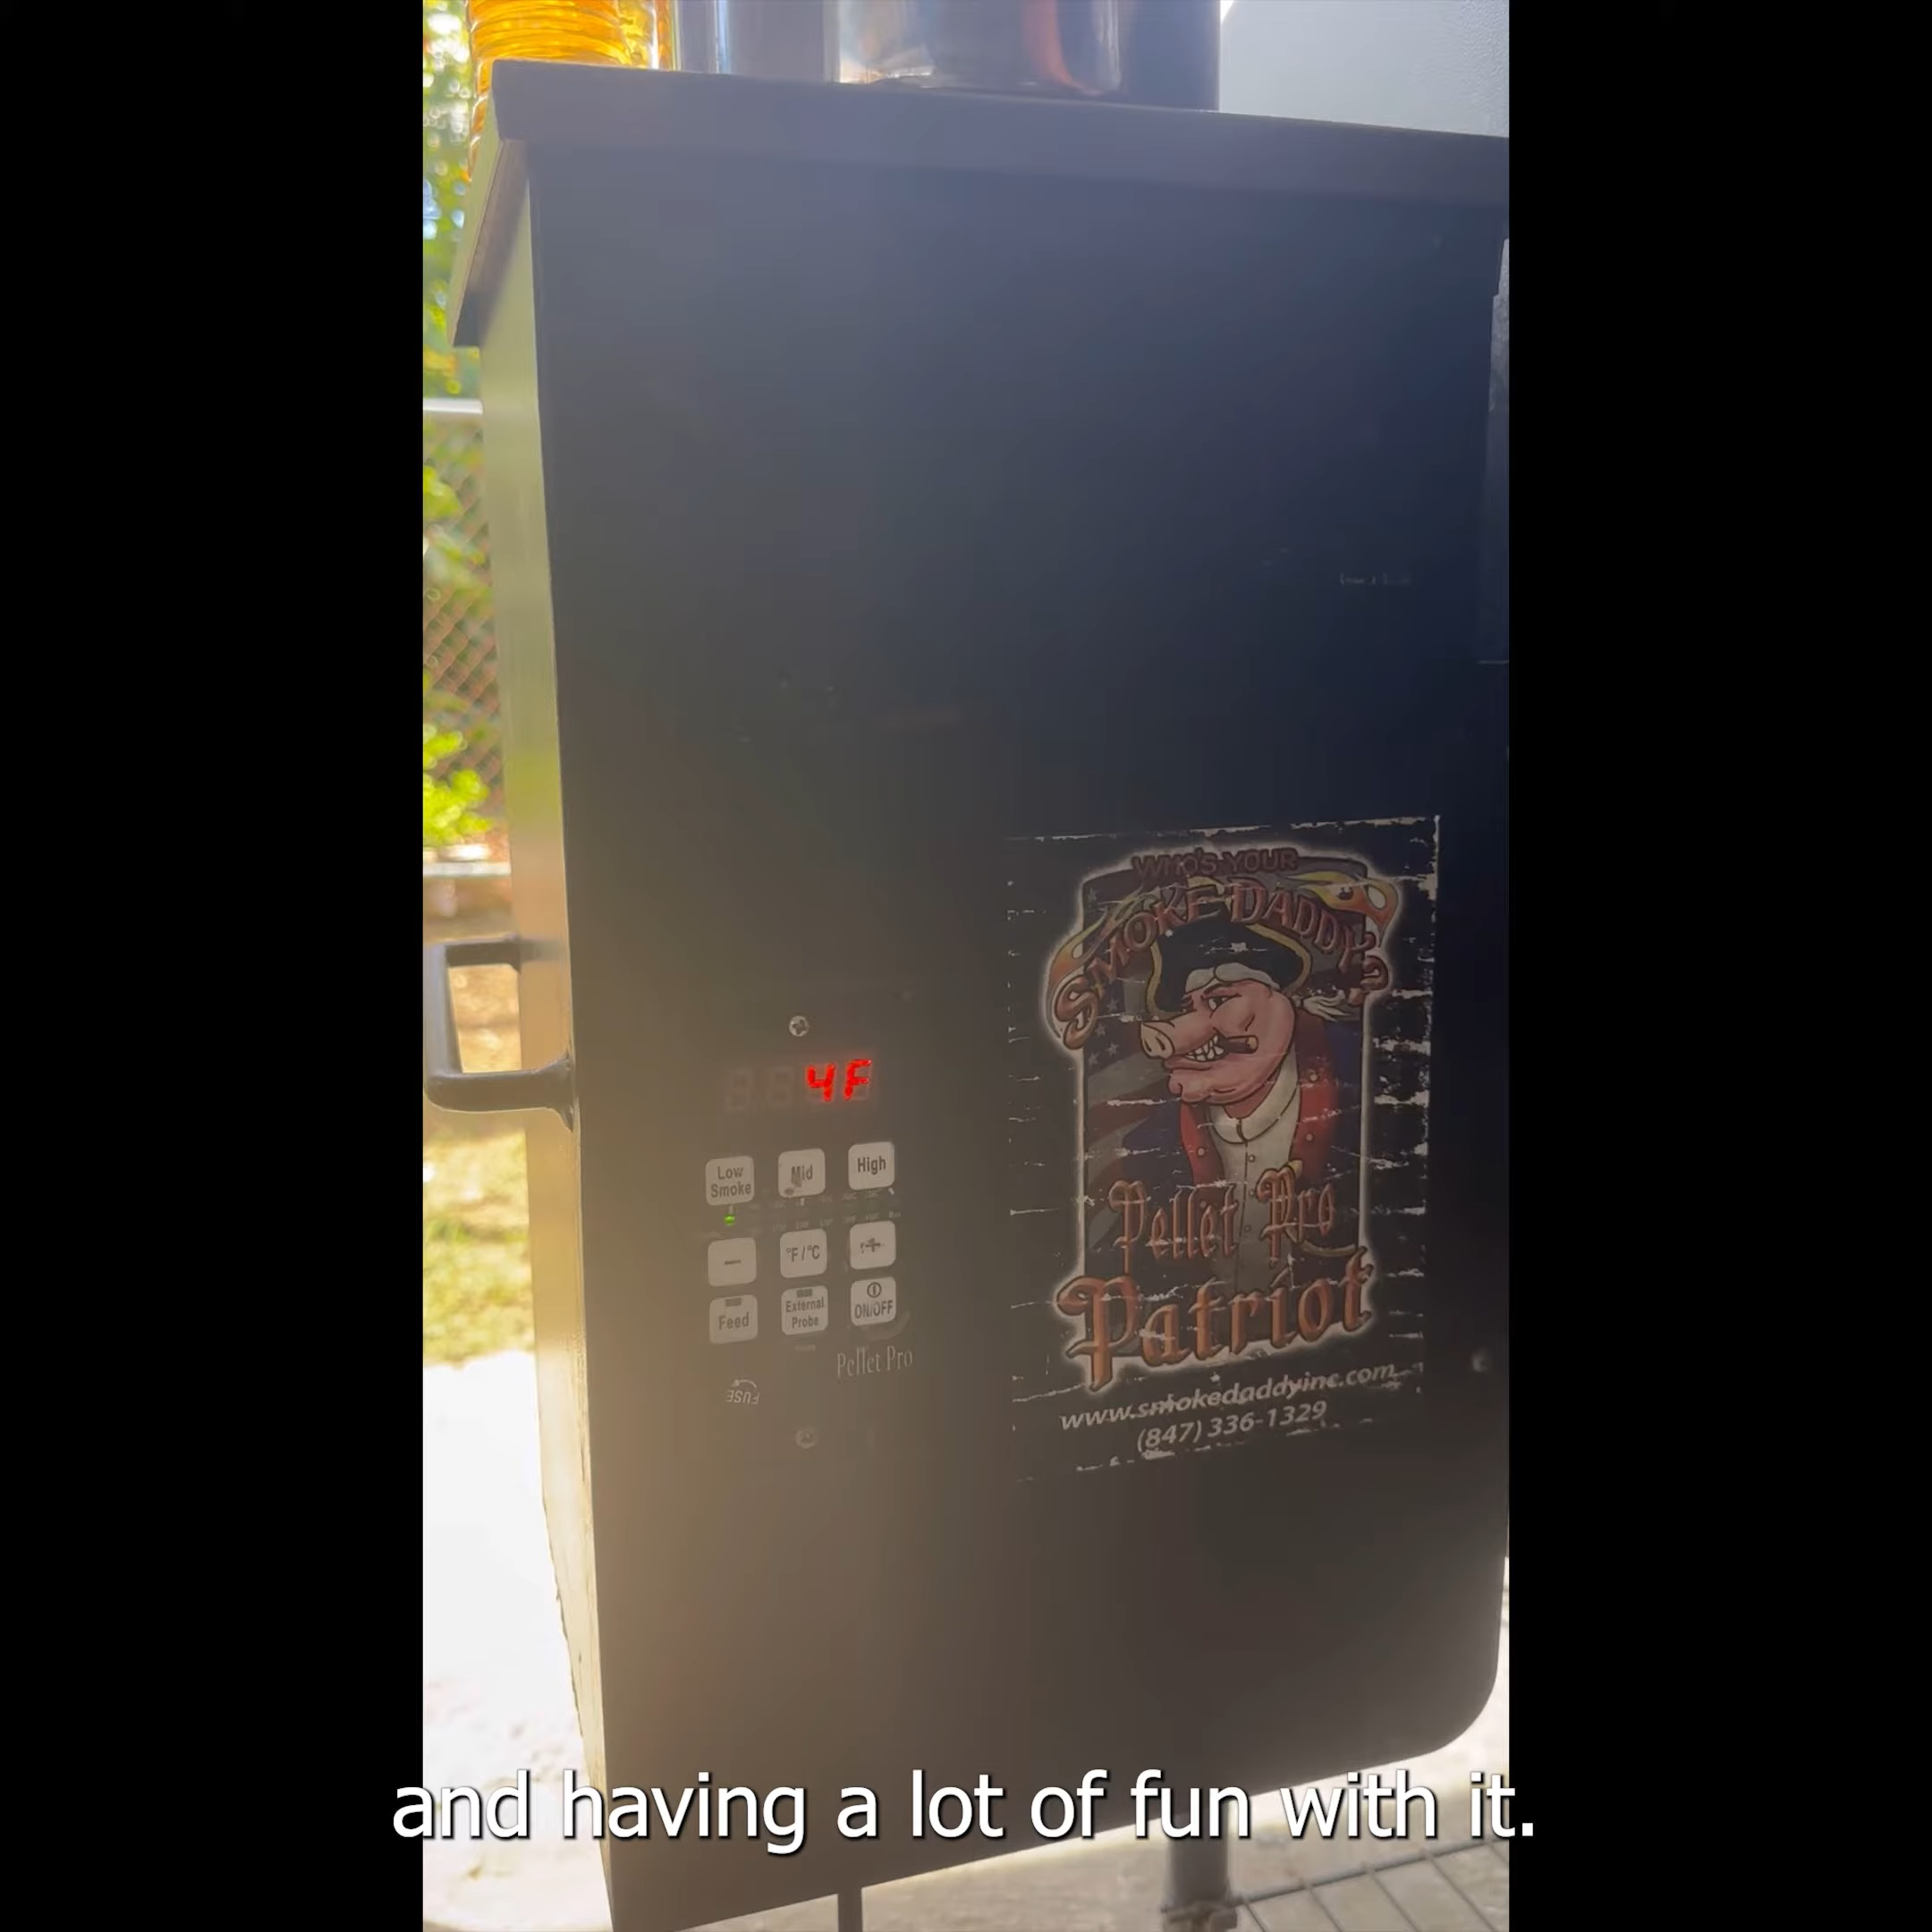 WHO'S YOUR
SMOKE DADDY?
4F
Low
Smoke
Mid
High
—
°F/°C
+
Feed
External
Probe
ON/OFF
Pellet Pro
FUSE
Pellet Pro
Patriot
www.smokedaddyinc.com
(847) 336-1329
and having a lot of fun with it.